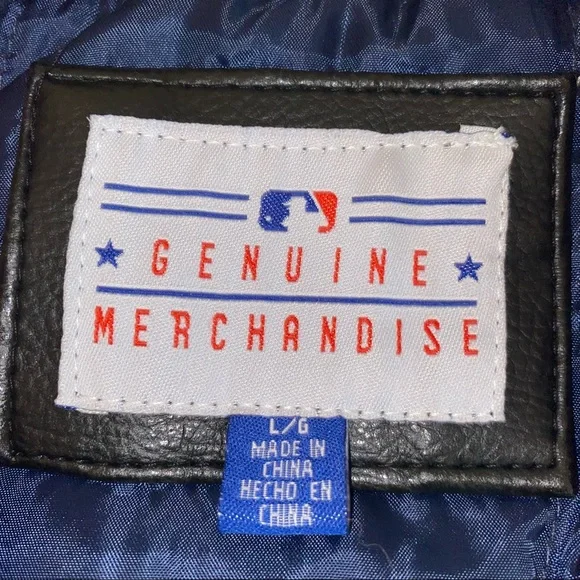 GENUINE
MERCHANDISE
L/G
MADE IN
CHINA
HECHO EN
CHINA